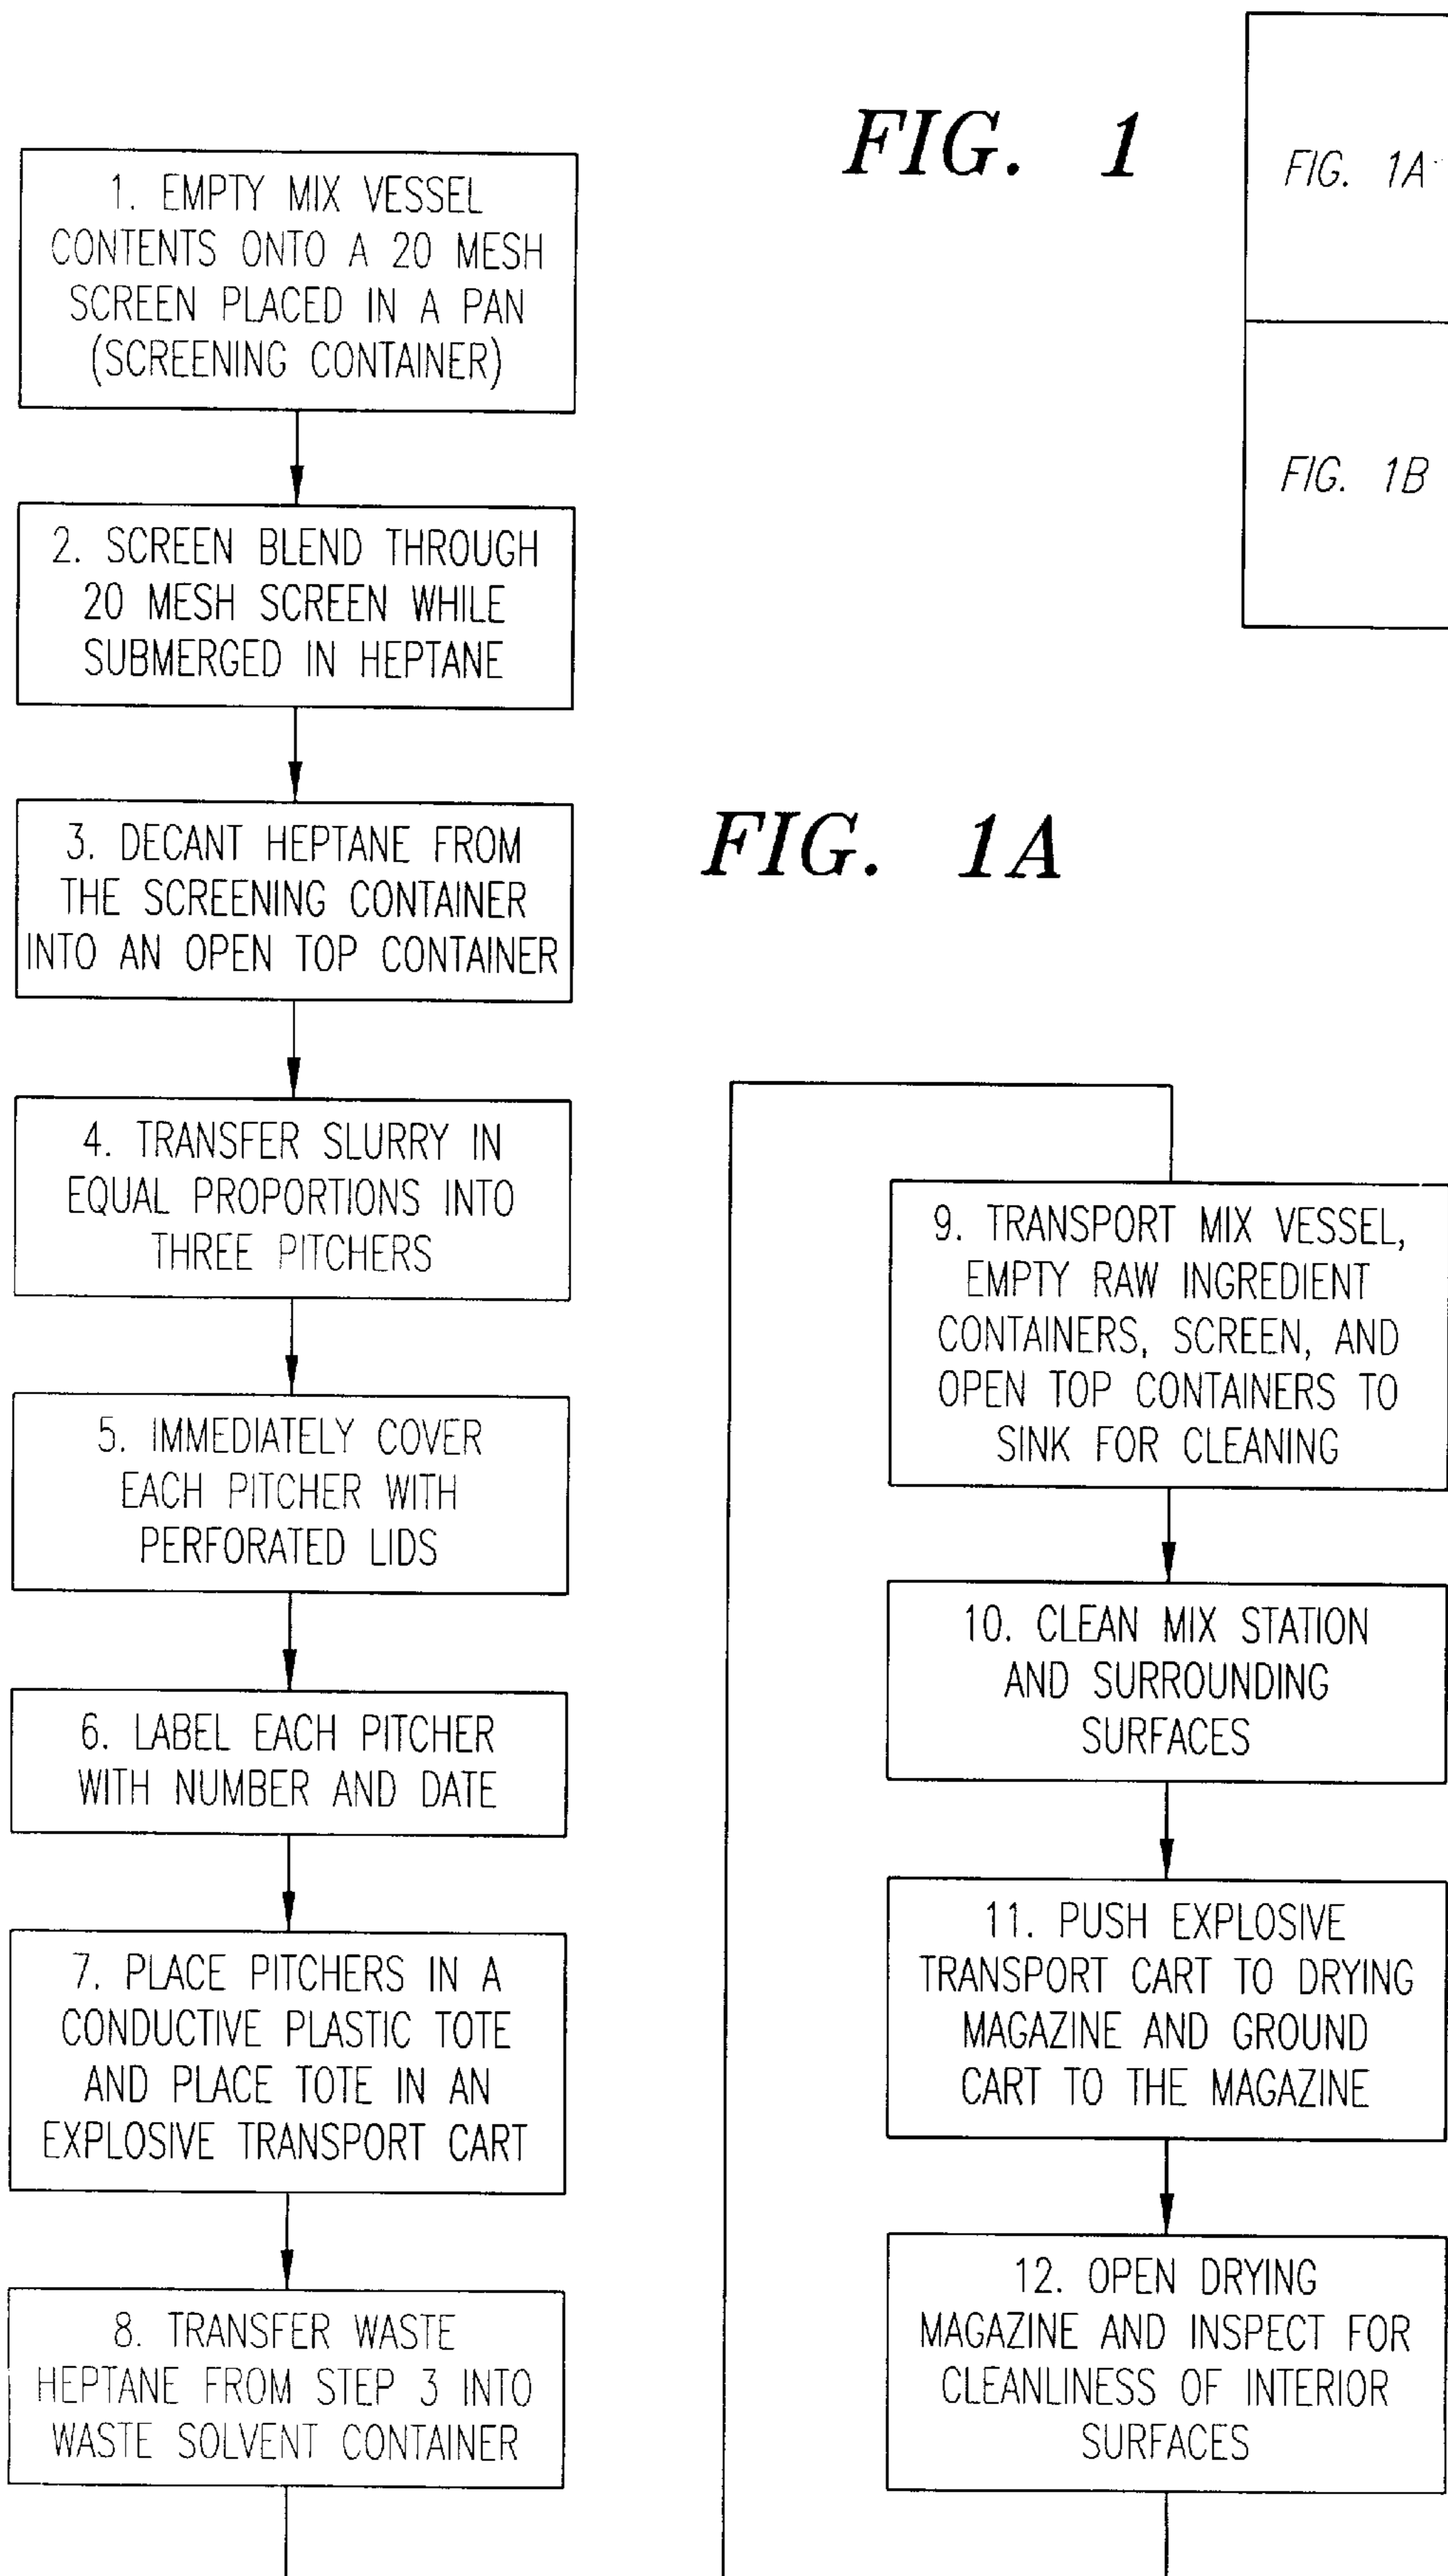 FIG. 1
FIG. 1A
FIG. 1B
FIG. 1A
1. EMPTY MIX VESSEL
CONTENTS ONTO A 20 MESH
SCREEN PLACED IN A PAN
(SCREENING CONTAINER)
2. SCREEN BLEND THROUGH
20 MESH SCREEN WHILE
SUBMERGED IN HEPTANE
3. DECANT HEPTANE FROM
THE SCREENING CONTAINER
INTO AN OPEN TOP CONTAINER
4. TRANSFER SLURRY IN
EQUAL PROPORTIONS INTO
THREE PITCHERS
5. IMMEDIATELY COVER
EACH PITCHER WITH
PERFORATED LIDS
6. LABEL EACH PITCHER
WITH NUMBER AND DATE
7. PLACE PITCHERS IN A
CONDUCTIVE PLASTIC TOTE
AND PLACE TOTE IN AN
EXPLOSIVE TRANSPORT CART
8. TRANSFER WASTE
HEPTANE FROM STEP 3 INTO
WASTE SOLVENT CONTAINER
9. TRANSPORT MIX VESSEL,
EMPTY RAW INGREDIENT
CONTAINERS, SCREEN, AND
OPEN TOP CONTAINERS TO
SINK FOR CLEANING
10. CLEAN MIX STATION
AND SURROUNDING
SURFACES
11. PUSH EXPLOSIVE
TRANSPORT CART TO DRYING
MAGAZINE AND GROUND
CART TO THE MAGAZINE
12. OPEN DRYING
MAGAZINE AND INSPECT FOR
CLEANLINESS OF INTERIOR
SURFACES